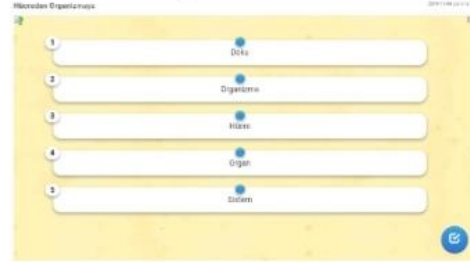 Hücreden Organizmaya
1
Doku
2
Organizma
3
Hücre
4
Organ
5
Sistem